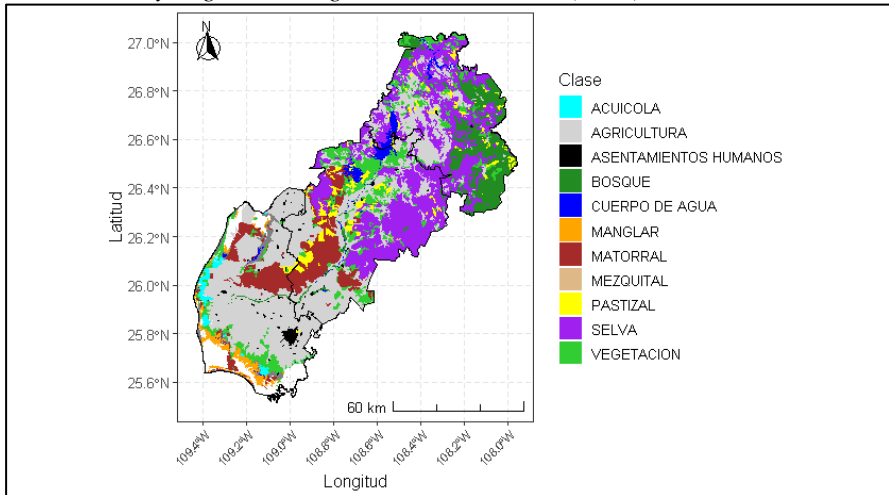 N
27.0°N
26.8°N
26.6°N
26.4°N
26.2°N
26.0°N
25.8°N
25.6°N
Latitud
60 km
109.4°W
109.2°W
109.0°W
108.8°W
108.6°W
108.4°W
108.2°W
108.0°W
Longitud
Clase
ACUICOLA
AGRICULTURA
ASENTAMIENTOS HUMANOS
BOSQUE
CUERPO DE AGUA
MANGLAR
MATORRAL
MEZQUITAL
PASTIZAL
SELVA
VEGETACION